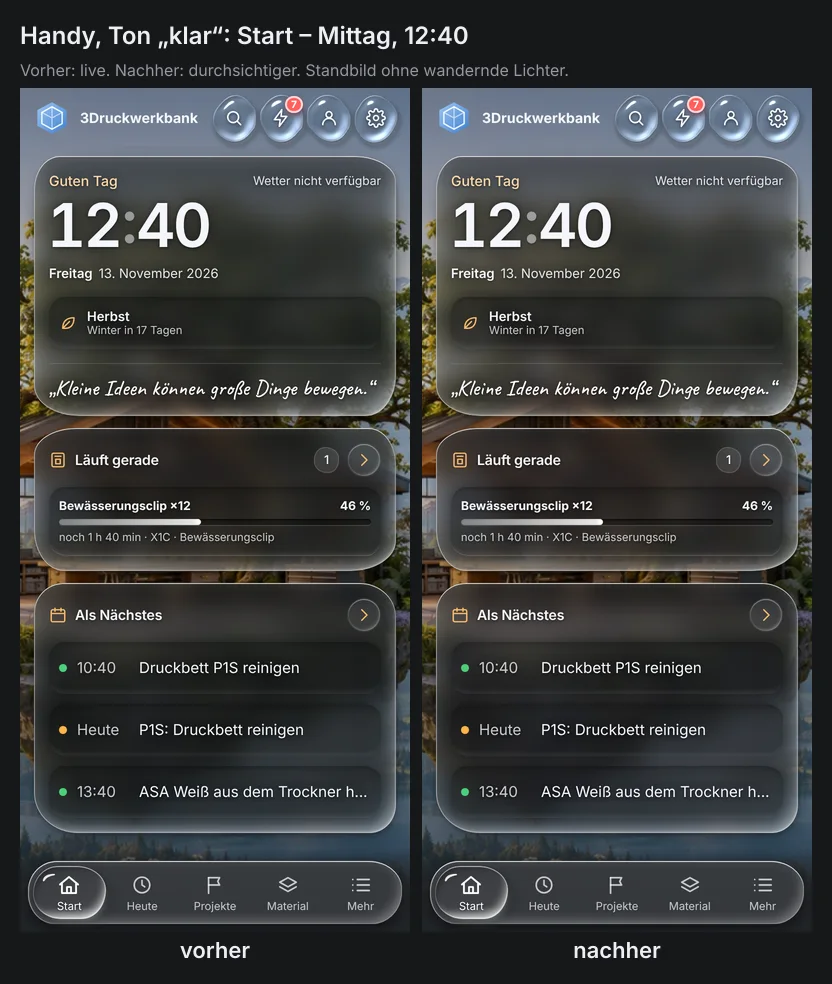 Handy, Ton „klar“: Start – Mittag, 12:40
Vorher: live. Nachher: durchsichtiger. Standbild ohne wandernde Lichter.
3Druckwerkbank
7
Guten Tag
Wetter nicht verfügbar
12:40
Freitag 13. November 2026
Herbst
Winter in 17 Tagen
„Kleine Ideen können große Dinge bewegen.“
Läuft gerade
1
Bewässerungsclip ×12
46 %
noch 1 h 40 min · X1C · Bewässerungsclip
Als Nächstes
10:40 Druckbett P1S reinigen
Heute P1S: Druckbett reinigen
13:40 ASA Weiß aus dem Trockner h...
Start
Heute
Projekte
Material
Mehr
vorher
3Druckwerkbank
7
Guten Tag
Wetter nicht verfügbar
12:40
Freitag 13. November 2026
Herbst
Winter in 17 Tagen
„Kleine Ideen können große Dinge bewegen.“
Läuft gerade
1
Bewässerungsclip ×12
46 %
noch 1 h 40 min · X1C · Bewässerungsclip
Als Nächstes
10:40 Druckbett P1S reinigen
Heute P1S: Druckbett reinigen
13:40 ASA Weiß aus dem Trockner h...
Start
Heute
Projekte
Material
Mehr
nachher